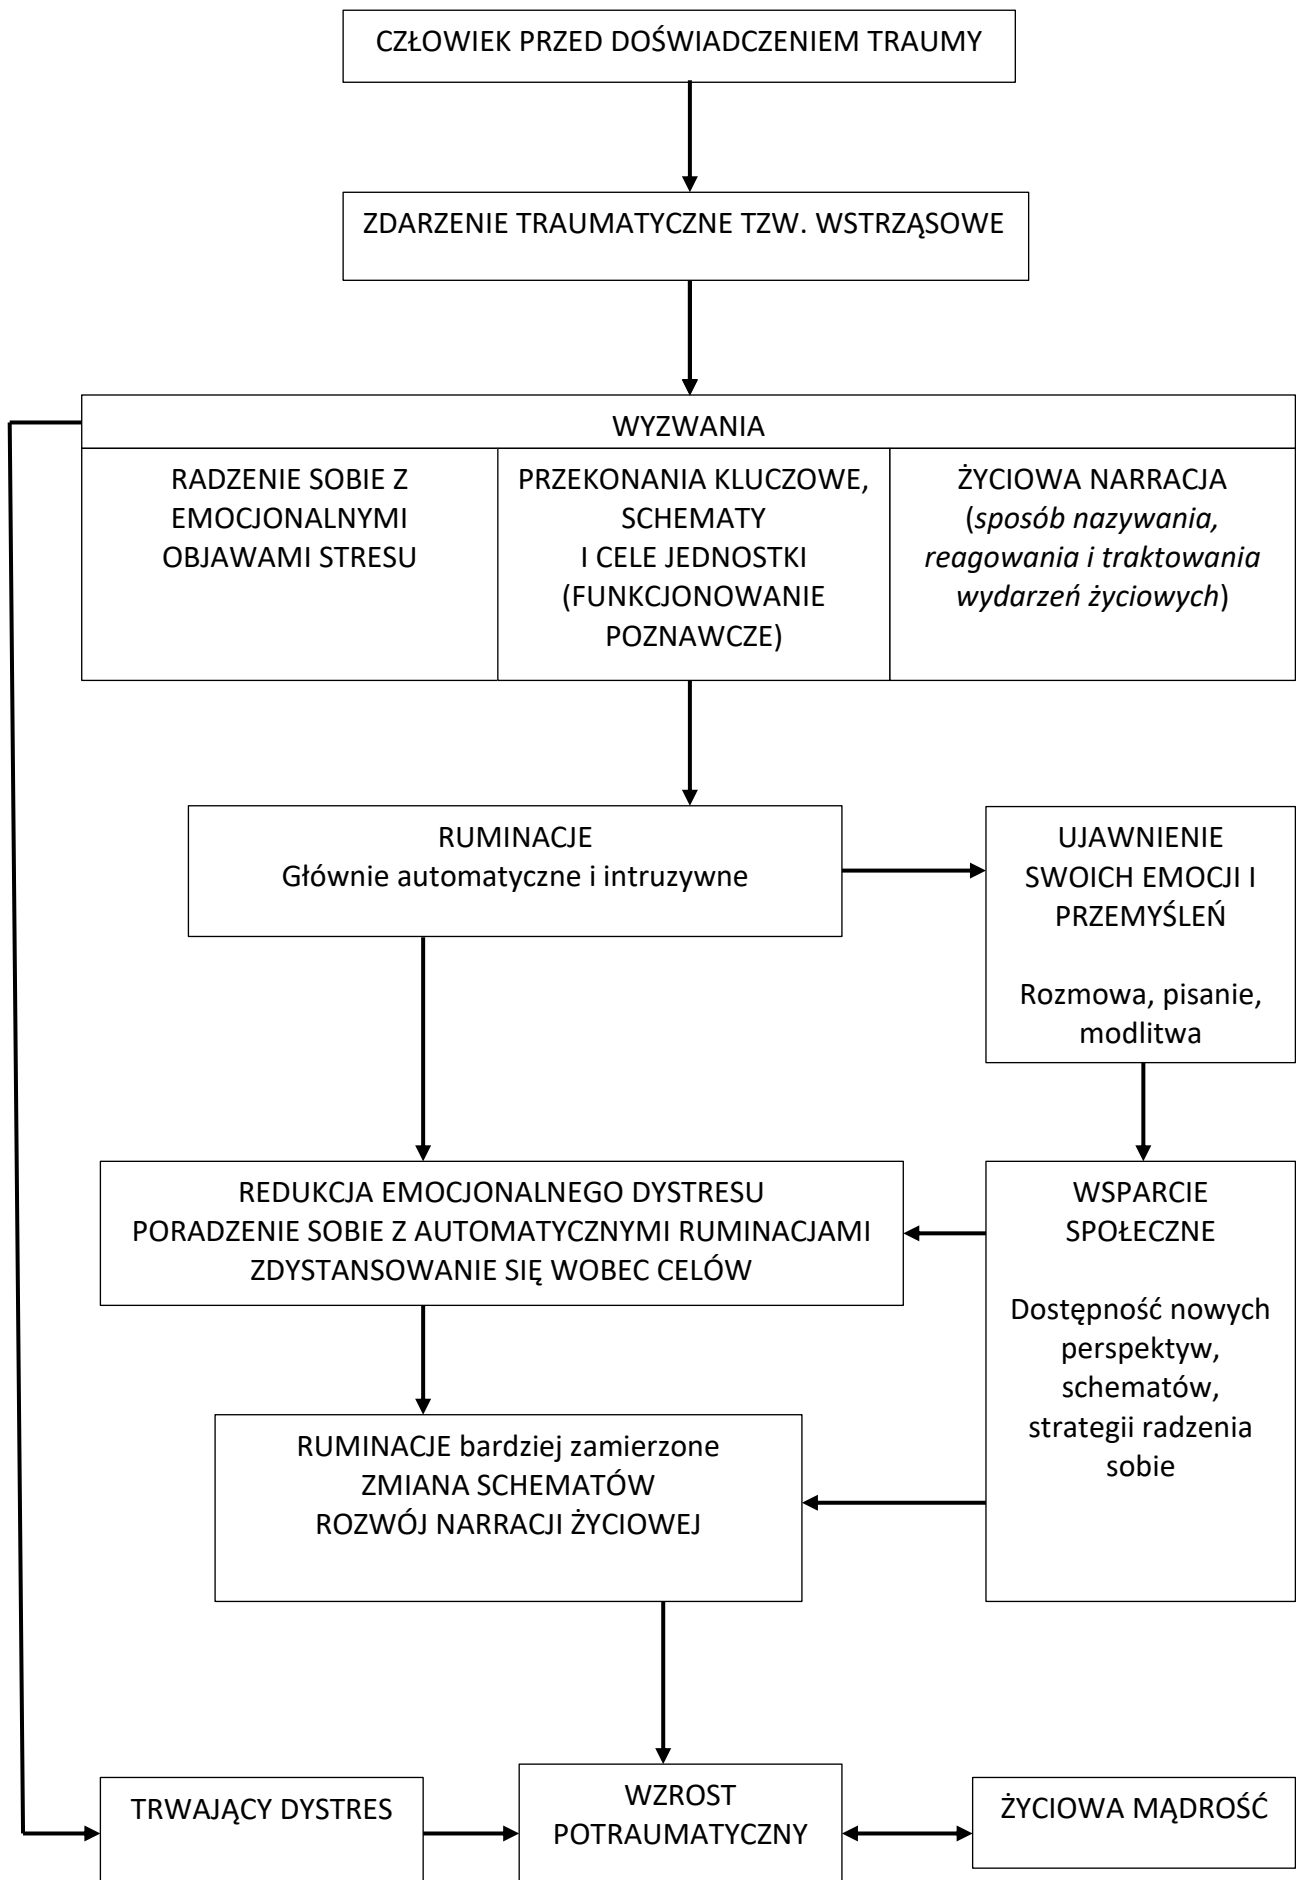 CZŁOWIEK PRZED DOŚWIADCZENIEM TRAUMY
ZDARZENIE TRAUMATYCZNE TZW. WSTRZĄSOWE
WYZWANIA
RADZENIE SOBIE Z
EMOCJONALNYMI
OBJAWAMI STRESU
PRZEKONANIA KLUCZOWE,
SCHEMATY
I CELE JEDNOSTKI
(FUNKCJONOWANIE
POZNAWCZE)
ŻYCIOWA NARRACJA
(sposób nazywania,
reagowania i traktowania
wydarzeń życiowych)
RUMINACJE
Głównie automatyczne i intruzywne
UJAWNIENIE
SWOICH EMOCJI I
PRZEMYŚLEŃ
Rozmowa, pisanie,
modlitwa
REDUKCJA EMOCJONALNEGO DYSTRESU
PORADZENIE SOBIE Z AUTOMATYCZNYMI RUMINACJAMI
ZDYSTANSOWANIE SIĘ WOBEC CELÓW
WSPARCIE
SPOŁECZNE
Dostępność nowych
perspektyw,
schematów,
strategii radzenia
sobie
RUMINACJE bardziej zamierzone
ZMIANA SCHEMATÓW
ROZWÓJ NARRACJI ŻYCIOWEJ
TRWAJĄCY DYSTRES
WZROST
POTRAUMATYCZNY
ŻYCIOWA MĄDROŚĆ